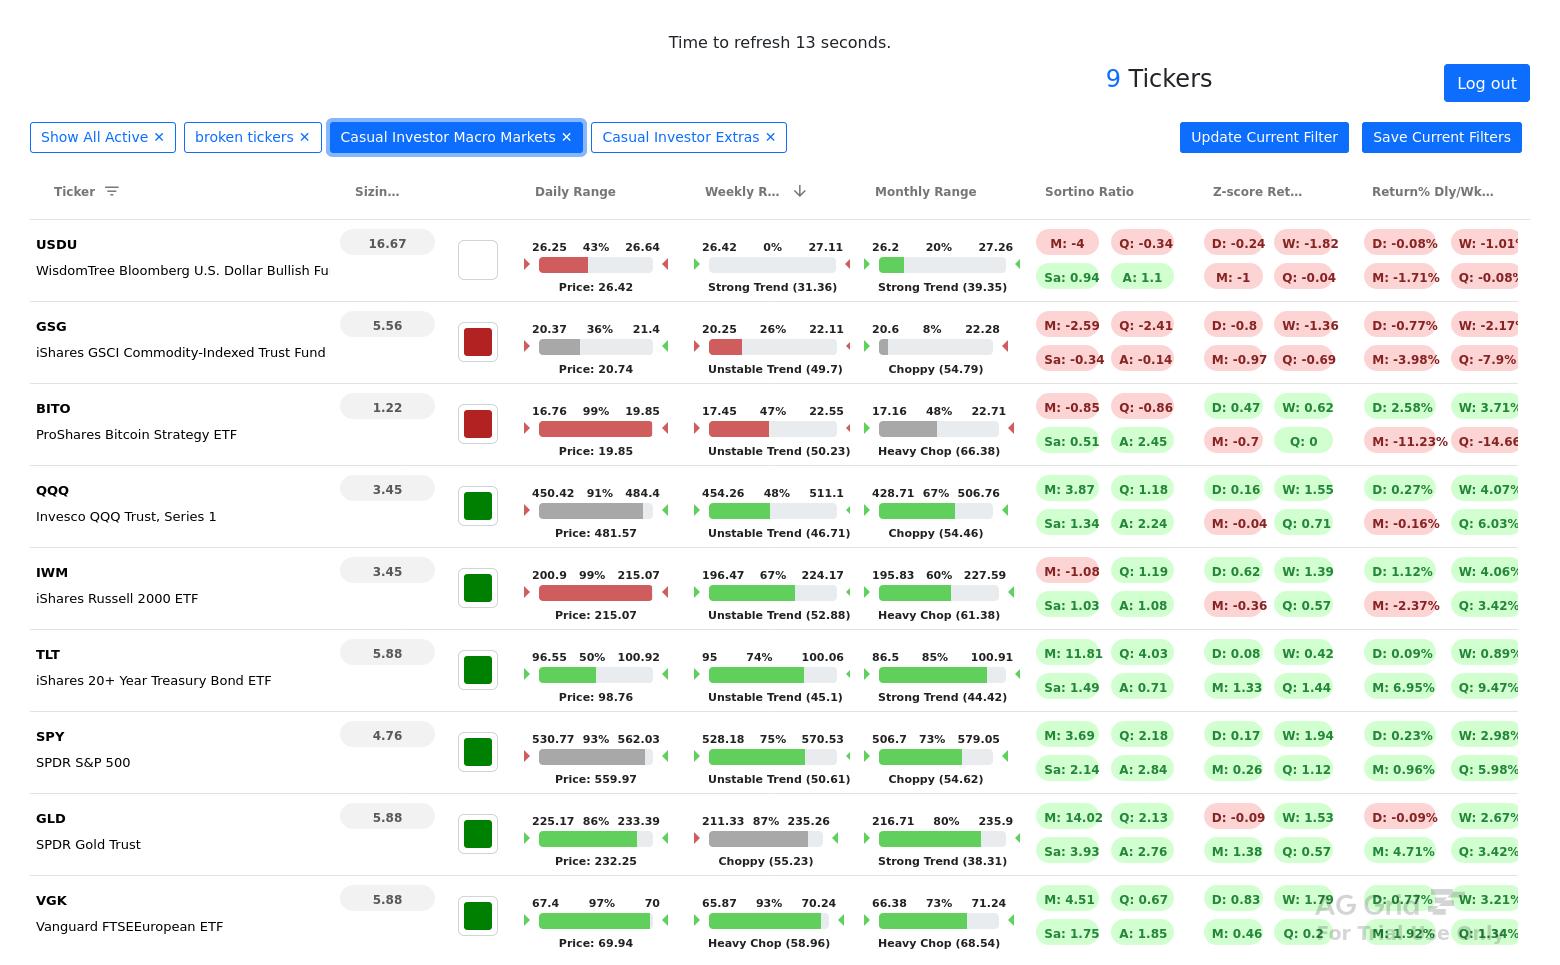 Time to refresh 13 seconds.
9 Tickers
Log out
Show All Active ✕ broken tickers ✕ Casual Investor Macro Markets ✕ Casual Investor Extras ✕ Update Current Filter Save Current Filters
Ticker Sizin… Daily Range Weekly R… Monthly Range Sortino Ratio Z-score Ret… Return% Dly/Wk…
USDU 16.67 26.25 43% 26.64 26.42 0% 27.11 26.2 20% 27.26 M: -4 Q: -0.34 D: -0.24 W: -1.82 D: -0.08% W: -1.01%
WisdomTree Bloomberg U.S. Dollar Bullish Fu Price: 26.42 Strong Trend (31.36) Strong Trend (39.35) Sa: 0.94 A: 1.1 M: -1 Q: -0.04 M: -1.71% Q: -0.08%
GSG 5.56 20.37 36% 21.4 20.25 26% 22.11 20.6 8% 22.28 M: -2.59 Q: -2.41 D: -0.8 W: -1.36 D: -0.77% W: -2.17%
iShares GSCI Commodity-Indexed Trust Fund Price: 20.74 Unstable Trend (49.7) Choppy (54.79) Sa: -0.34 A: -0.14 M: -0.97 Q: -0.69 M: -3.98% Q: -7.9%
BITO 1.22 16.76 99% 19.85 17.45 47% 22.55 17.16 48% 22.71 M: -0.85 Q: -0.86 D: 0.47 W: 0.62 D: 2.58% W: 3.71%
ProShares Bitcoin Strategy ETF Price: 19.85 Unstable Trend (50.23) Heavy Chop (66.38) Sa: 0.51 A: 2.45 M: -0.7 Q: 0 M: -11.23% Q: -14.66
QQQ 3.45 450.42 91% 484.4 454.26 48% 511.1 428.71 67% 506.76 M: 3.87 Q: 1.18 D: 0.16 W: 1.55 D: 0.27% W: 4.07%
Invesco QQQ Trust, Series 1 Price: 481.57 Unstable Trend (46.71) Choppy (54.46) Sa: 1.34 A: 2.24 M: -0.04 Q: 0.71 M: -0.16% Q: 6.03%
IWM 3.45 200.9 99% 215.07 196.47 67% 224.17 195.83 60% 227.59 M: -1.08 Q: 1.19 D: 0.62 W: 1.39 D: 1.12% W: 4.06%
iShares Russell 2000 ETF Price: 215.07 Unstable Trend (52.88) Heavy Chop (61.38) Sa: 1.03 A: 1.08 M: -0.36 Q: 0.57 M: -2.37% Q: 3.42%
TLT 5.88 96.55 50% 100.92 95 74% 100.06 86.5 85% 100.91 M: 11.81 Q: 4.03 D: 0.08 W: 0.42 D: 0.09% W: 0.89%
iShares 20+ Year Treasury Bond ETF Price: 98.76 Unstable Trend (45.1) Strong Trend (44.42) Sa: 1.49 A: 0.71 M: 1.33 Q: 1.44 M: 6.95% Q: 9.47%
SPY 4.76 530.77 93% 562.03 528.18 75% 570.53 506.7 73% 579.05 M: 3.69 Q: 2.18 D: 0.17 W: 1.94 D: 0.23% W: 2.98%
SPDR S&P 500 Price: 559.97 Unstable Trend (50.61) Choppy (54.62) Sa: 2.14 A: 2.84 M: 0.26 Q: 1.12 M: 0.96% Q: 5.98%
GLD 5.88 225.17 86% 233.39 211.33 87% 235.26 216.71 80% 235.9 M: 14.02 Q: 2.13 D: -0.09 W: 1.53 D: -0.09% W: 2.67%
SPDR Gold Trust Price: 232.25 Choppy (55.23) Strong Trend (38.31) Sa: 3.93 A: 2.76 M: 1.38 Q: 0.57 M: 4.71% Q: 3.42%
VGK 5.88 67.4 97% 70 65.87 93% 70.24 66.38 73% 71.24 M: 4.51 Q: 0.67 D: 0.83 W: 1.79 D: 0.77% W: 3.21%
Vanguard FTSEEuropean ETF Price: 69.94 Heavy Chop (58.96) Heavy Chop (68.54) Sa: 1.75 A: 1.85 M: 0.46 Q: 0.2 M: 1.92% Q: 1.34%
AG Grid
For Trial Use Only